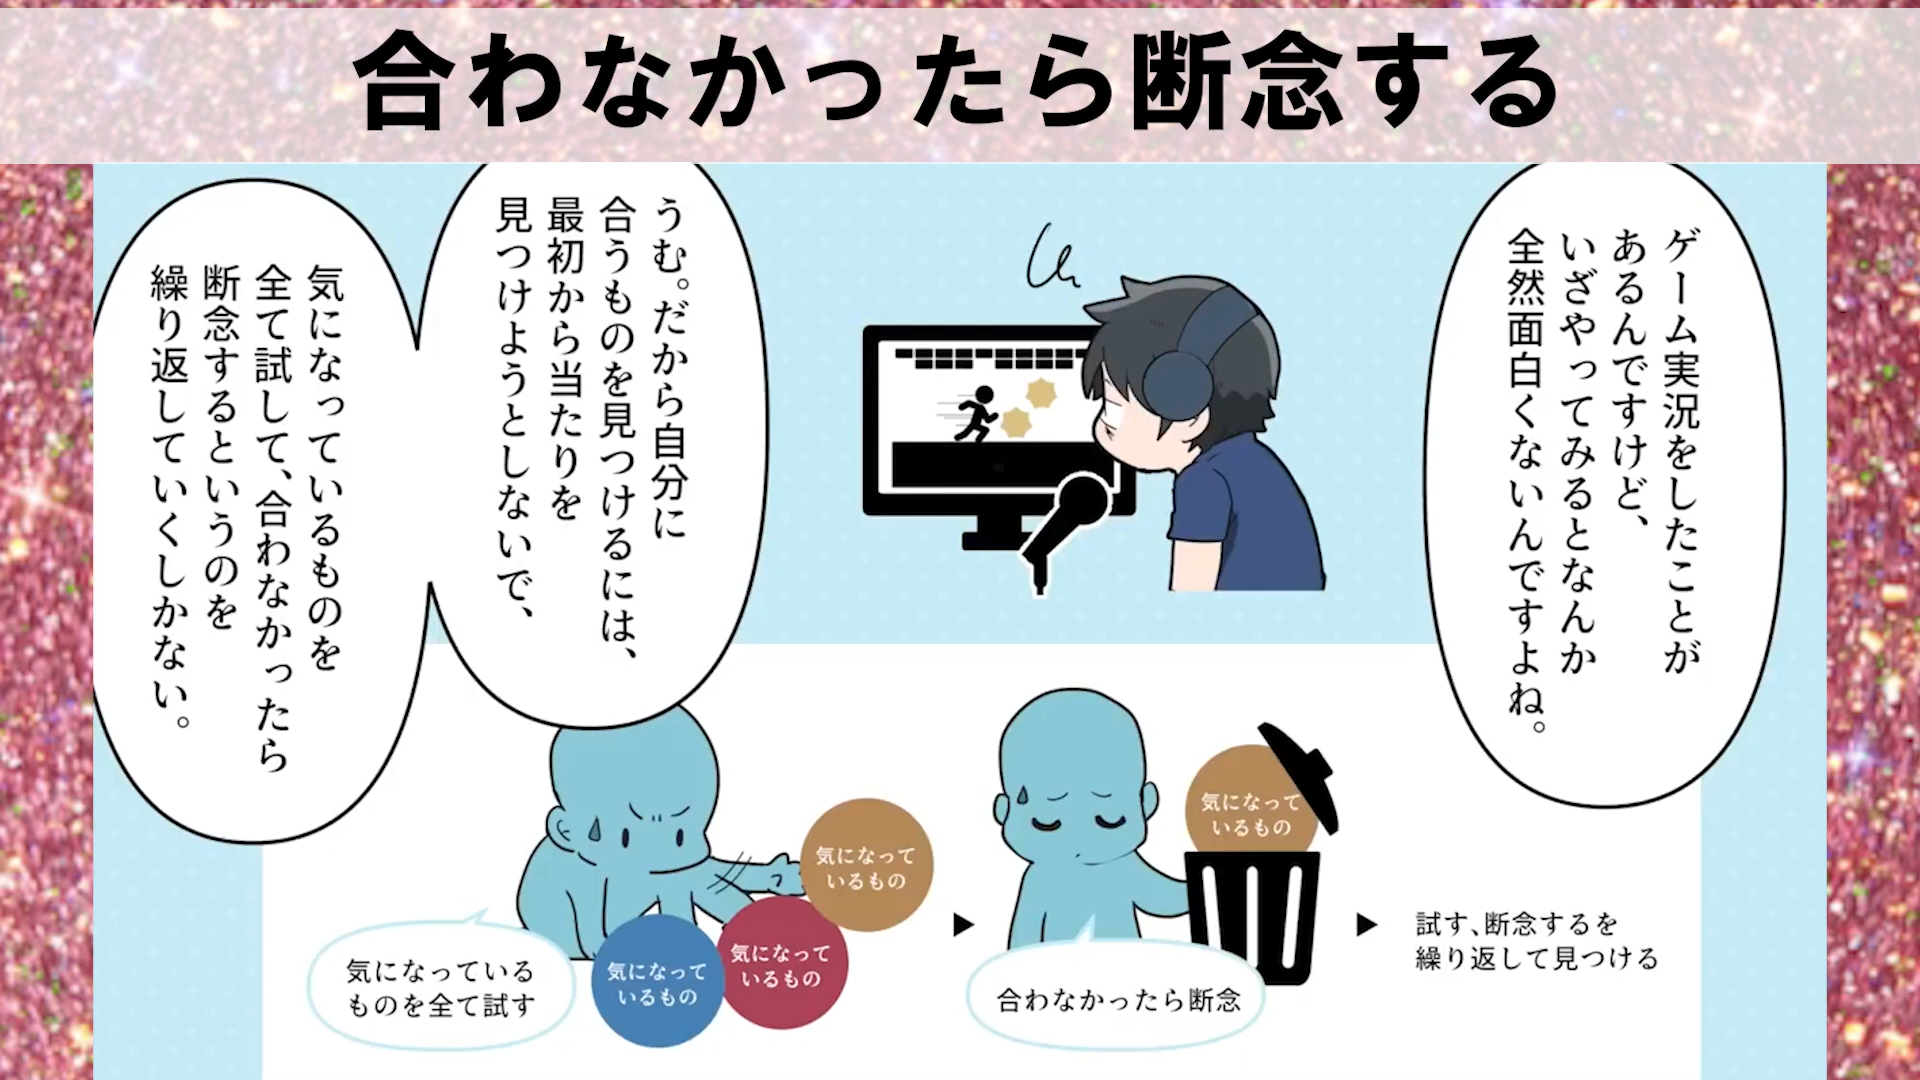 合わなかったら断念する
ゲーム実況をしたことが
あるんですけど、
いざやってみるとなんか
全然面白くないんですよね。
うむ。だから自分に
合うものを見つけるには、
最初から当たりを
見つけようとしないで、
気になっているものを
全て試して、合わなかったら
断念するというのを
繰り返していくしかない。
気になっている
ものを全て試す
気になって
いるもの
気になって
いるもの
気になって
いるもの
合わなかったら断念
気になって
いるもの
試す、断念するを
繰り返して見つける